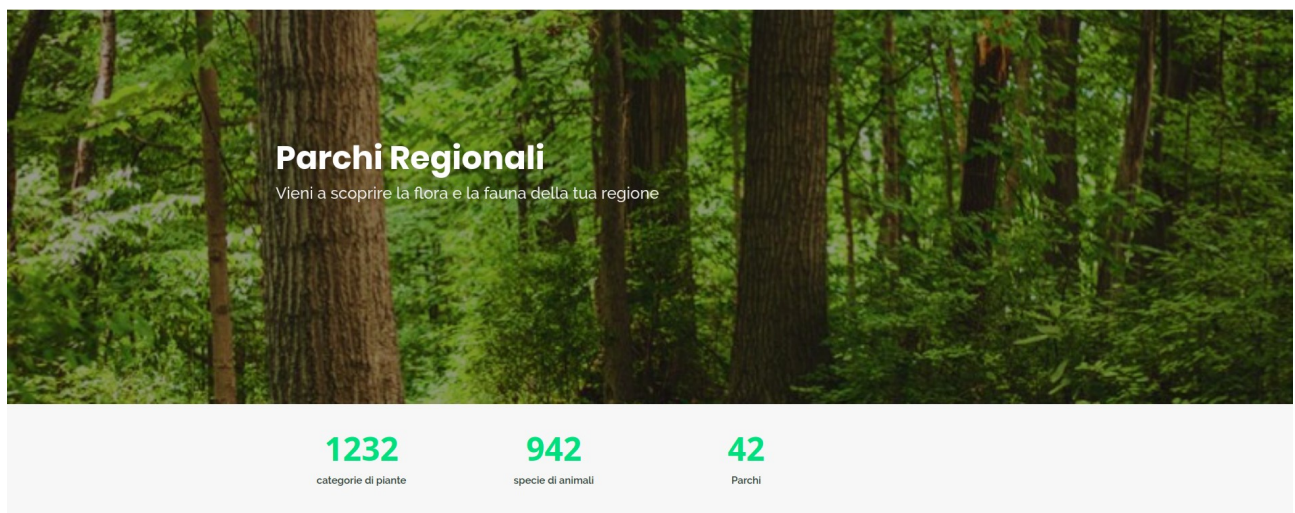 Parchi Regionali
Vieni a scoprire la flora e la fauna della tua regione
1232 942 42
categorie di piante specie di animali Parchi